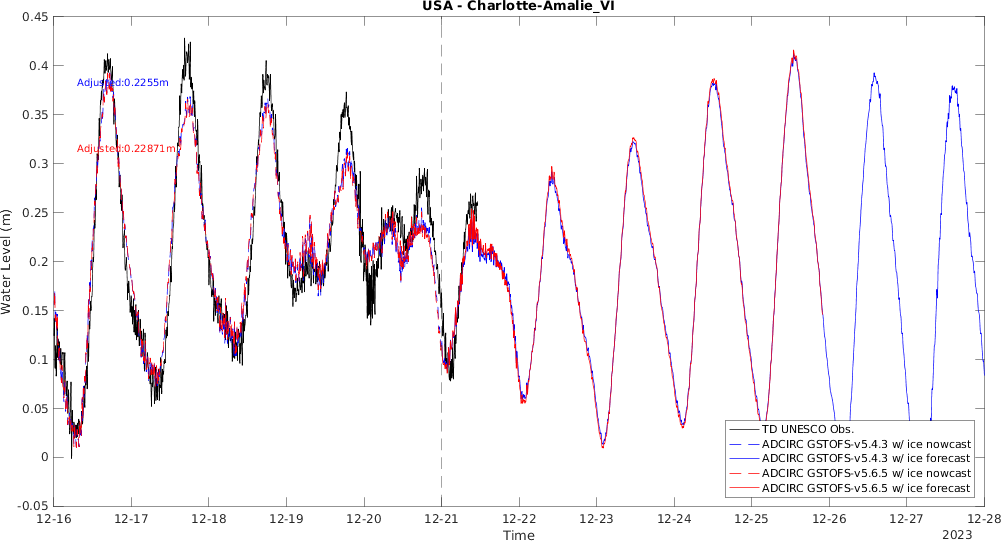 USA - Charlotte-Amalie_VI
0.45
0.4
0.35
0.3
0.25
0.2
0.15
0.1
0.05
0
-0.05
Water Level (m)
Adjusted:0.2255m
Adjusted:0.22871m
TD UNESCO Obs.
ADCIRC GSTOFS-v5.4.3 w/ ice nowcast
ADCIRC GSTOFS-v5.4.3 w/ ice forecast
ADCIRC GSTOFS-v5.6.5 w/ ice nowcast
ADCIRC GSTOFS-v5.6.5 w/ ice forecast
12-16 12-17 12-18 12-19 12-20 12-21 12-22 12-23 12-24 12-25 12-26 12-27 12-28
Time
2023